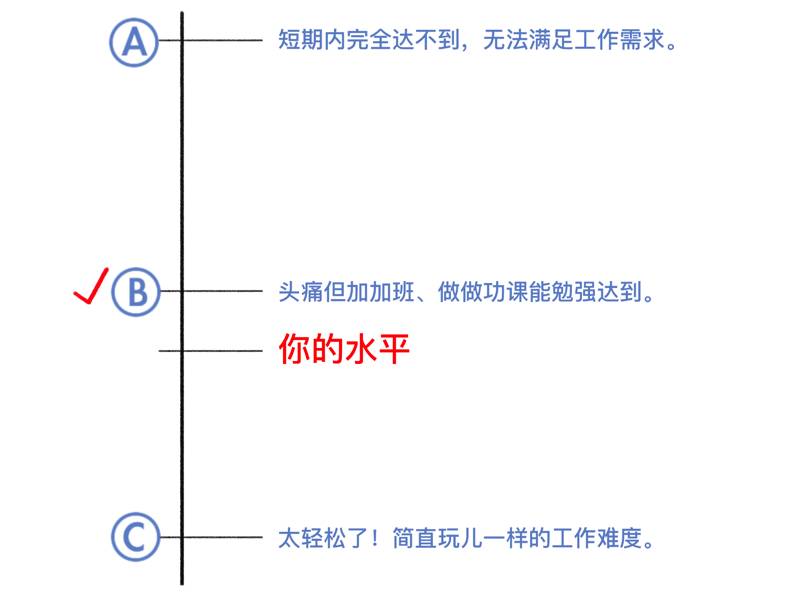 A 短期内完全达不到，无法满足工作需求。
B 头痛但加加班、做做功课能勉强达到。
你的水平
C 太轻松了！简直玩儿一样的工作难度。